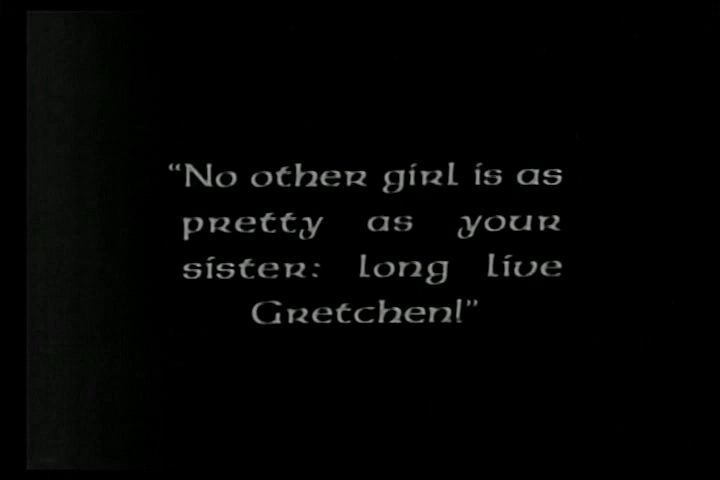 “No other girl is as
pretty as your
sister: long live
Gretchen!”